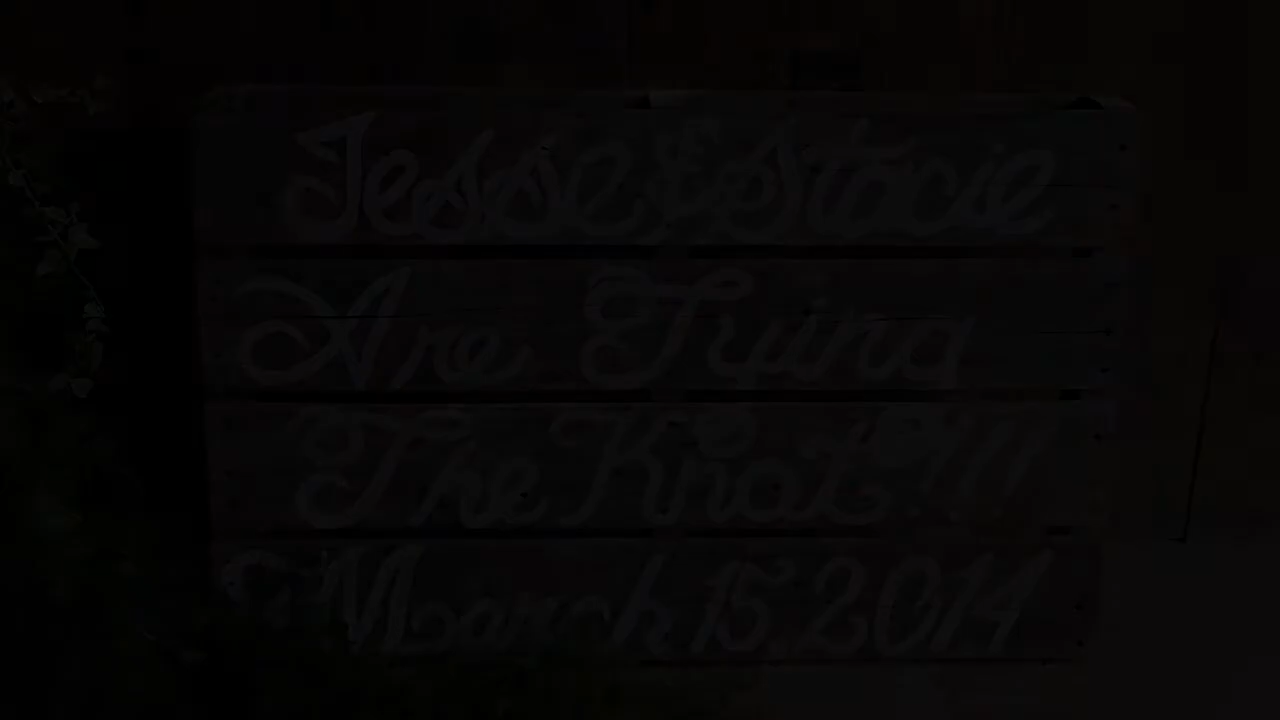 Jesse & Stacie
Are Tying
The Knot!!!
March 15, 2014